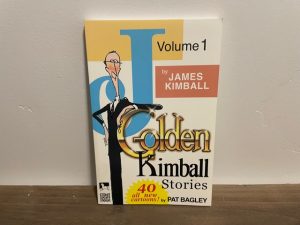 J
Volume 1
by
JAMES
KIMBALL
J
Golden
Kimball
Stories
40
all new
cartoons!
by PAT BAGLEY